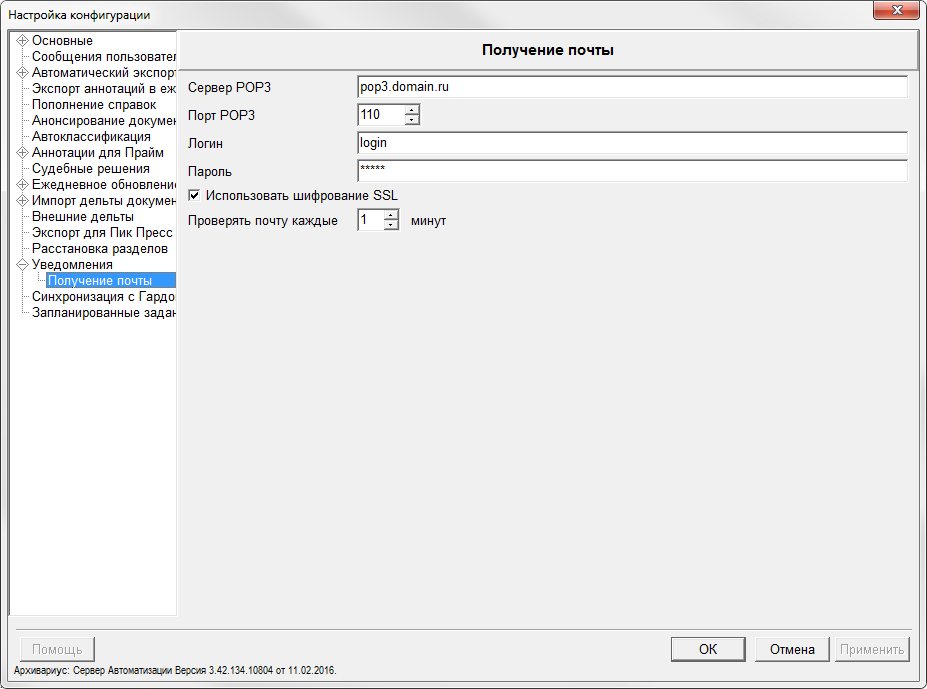 Настройка конфигурации
Основные
Сообщения пользовател
Автоматический экспорт
Экспорт аннотаций в еж
Пополнение справок
Анонсирование докумен
Автоклассификация
Аннотации для Прайм
Судебные решения
Ежедневное обновление
Импорт дельты докумен
Внешние дельты
Экспорт для Пик Пресс
Расстановка разделов
Уведомления
Получение почты
Синхронизация с Гардо
Запланированные задан
Получение почты
Сервер POP3 pop3.domain.ru
Порт POP3 110
Логин login
Пароль *****
Использовать шифрование SSL
Проверять почту каждые 1 минут
Помощь OK Отмена Применить
Архивариус: Сервер Автоматизации Версия 3.42.134.10804 от 11.02.2016.